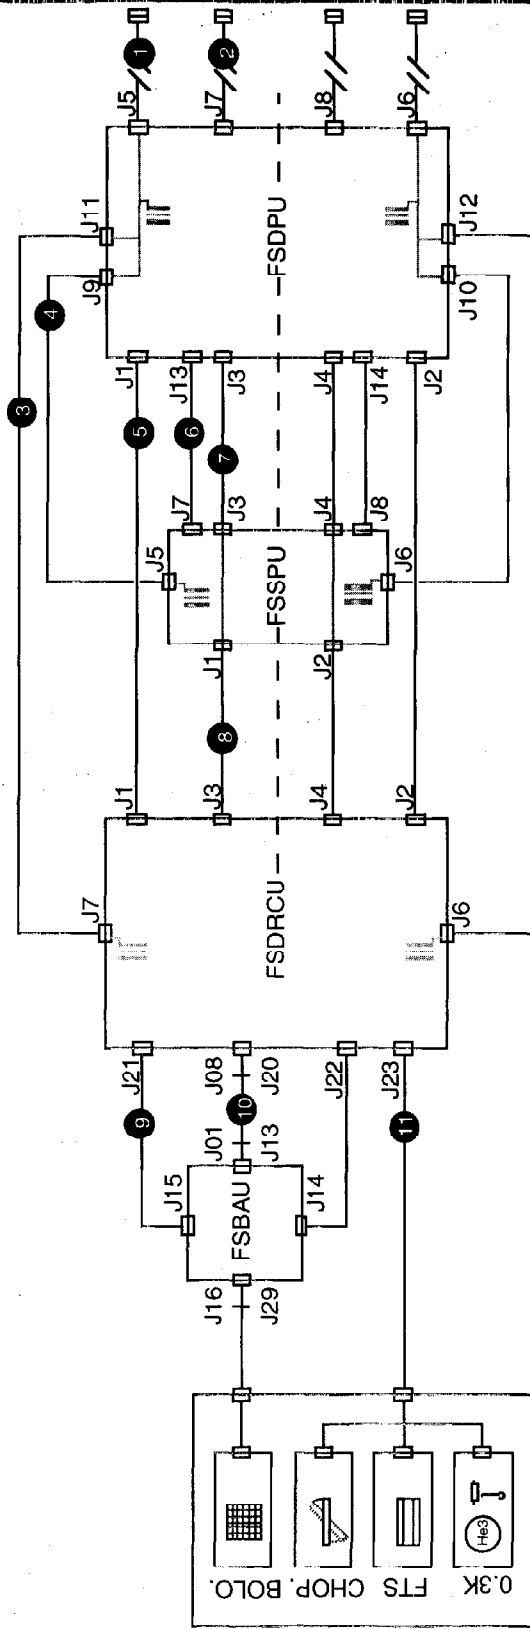 1
2
J5
J7
J8
J6
J11
J12
FSDPU
J9
J10
4
3
J1
J13
J3
J4
J14
J2
5
6
7
J7
J3
J4
J8
J5
J6
FSSPU
J1
J2
8
J1
J3
J4
J2
J7
J6
FSDRCU
J21
J08
J20
J22
J23
9
10
11
J01
J13
J15
J14
FSBAU
J16
J29
He3
BOLO.
CHOP.
FTS
0.3K